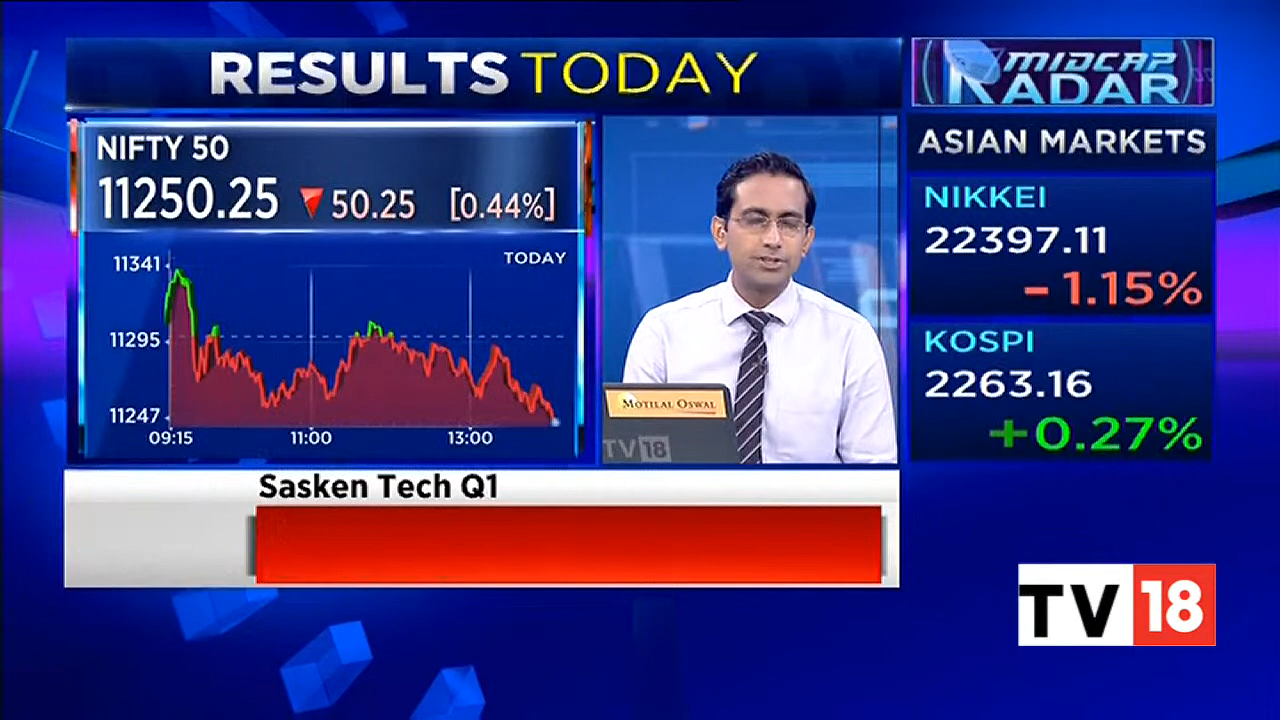 RESULTS TODAY
MIDCAP
RADAR
NIFTY 50
11250.25 ▼ 50.25 [0.44%]
TODAY
11341
11295
11247
09:15 11:00 13:00
MOTILAL OSWAL
TV18
ASIAN MARKETS
NIKKEI
22397.11
- 1.15%
KOSPI
2263.16
+0.27%
Sasken Tech Q1
TV18